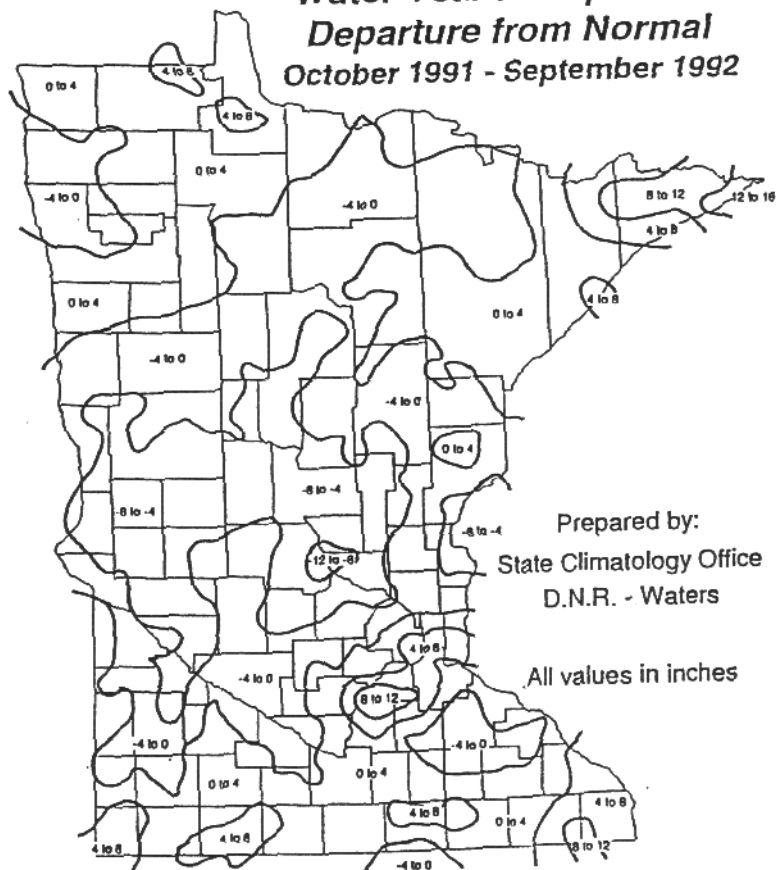 Departure from Normal
October 1991 - September 1992
0 to 4
4 to 8
4 to 8
0 to 4
-4 to 0
-4 to 0
8 to 12
12 to 16
4 to 8
0 to 4
4 to 8
0 to 4
-4 to 0
-4 to 0
0 to 4
-8 to -4
-8 to -4
-8 to -4
-12 to -8
Prepared by:
State Climatology Office
D.N.R. - Waters
4 to 8
-4 to 0
All values in inches
8 to 12
-4 to 0
-4 to 0
0 to 4
0 to 4
4 to 8
4 to 8
0 to 4
4 to 8
4 to 8
8 to 12
-4 to 0